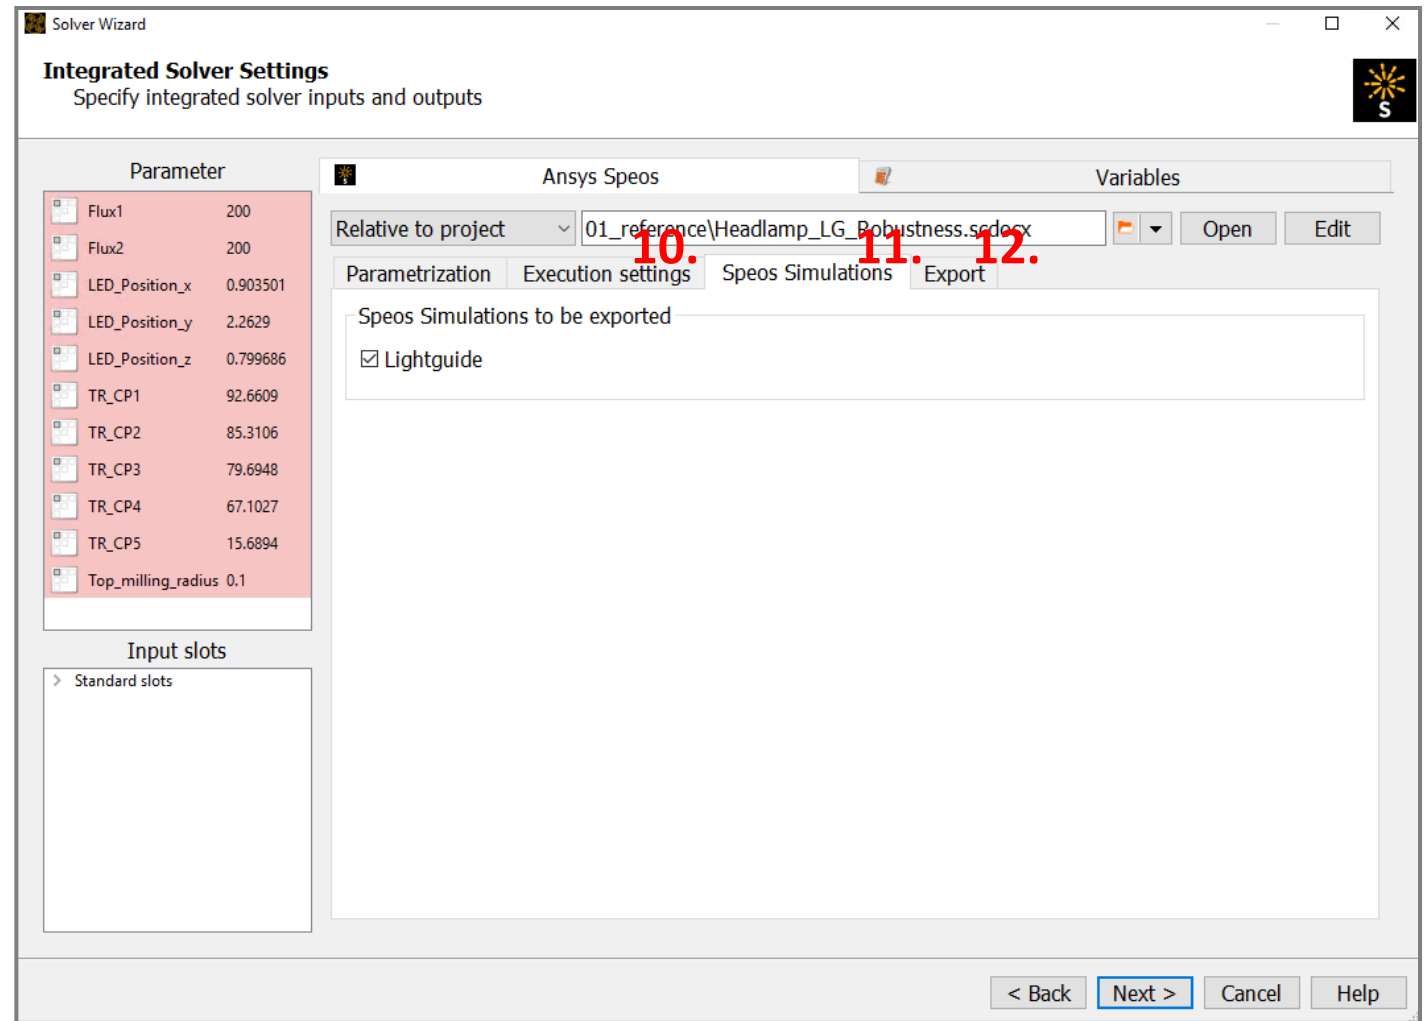 Solver Wizard
Integrated Solver Settings
Specify integrated solver inputs and outputs
S
Parameter
Flux1 200
Flux2 200
LED_Position_x 0.903501
LED_Position_y 2.2629
LED_Position_z 0.799686
TR_CP1 92.6609
TR_CP2 85.3106
TR_CP3 79.6948
TR_CP4 67.1027
TR_CP5 15.6894
Top_milling_radius 0.1
Input slots
Standard slots
Ansys Speos Variables
Relative to project 01_reference\Headlamp_LG_Robustness.scdocx Open Edit
10. 11. 12.
Parametrization Execution settings Speos Simulations Export
Speos Simulations to be exported
Lightguide
< Back Next > Cancel Help